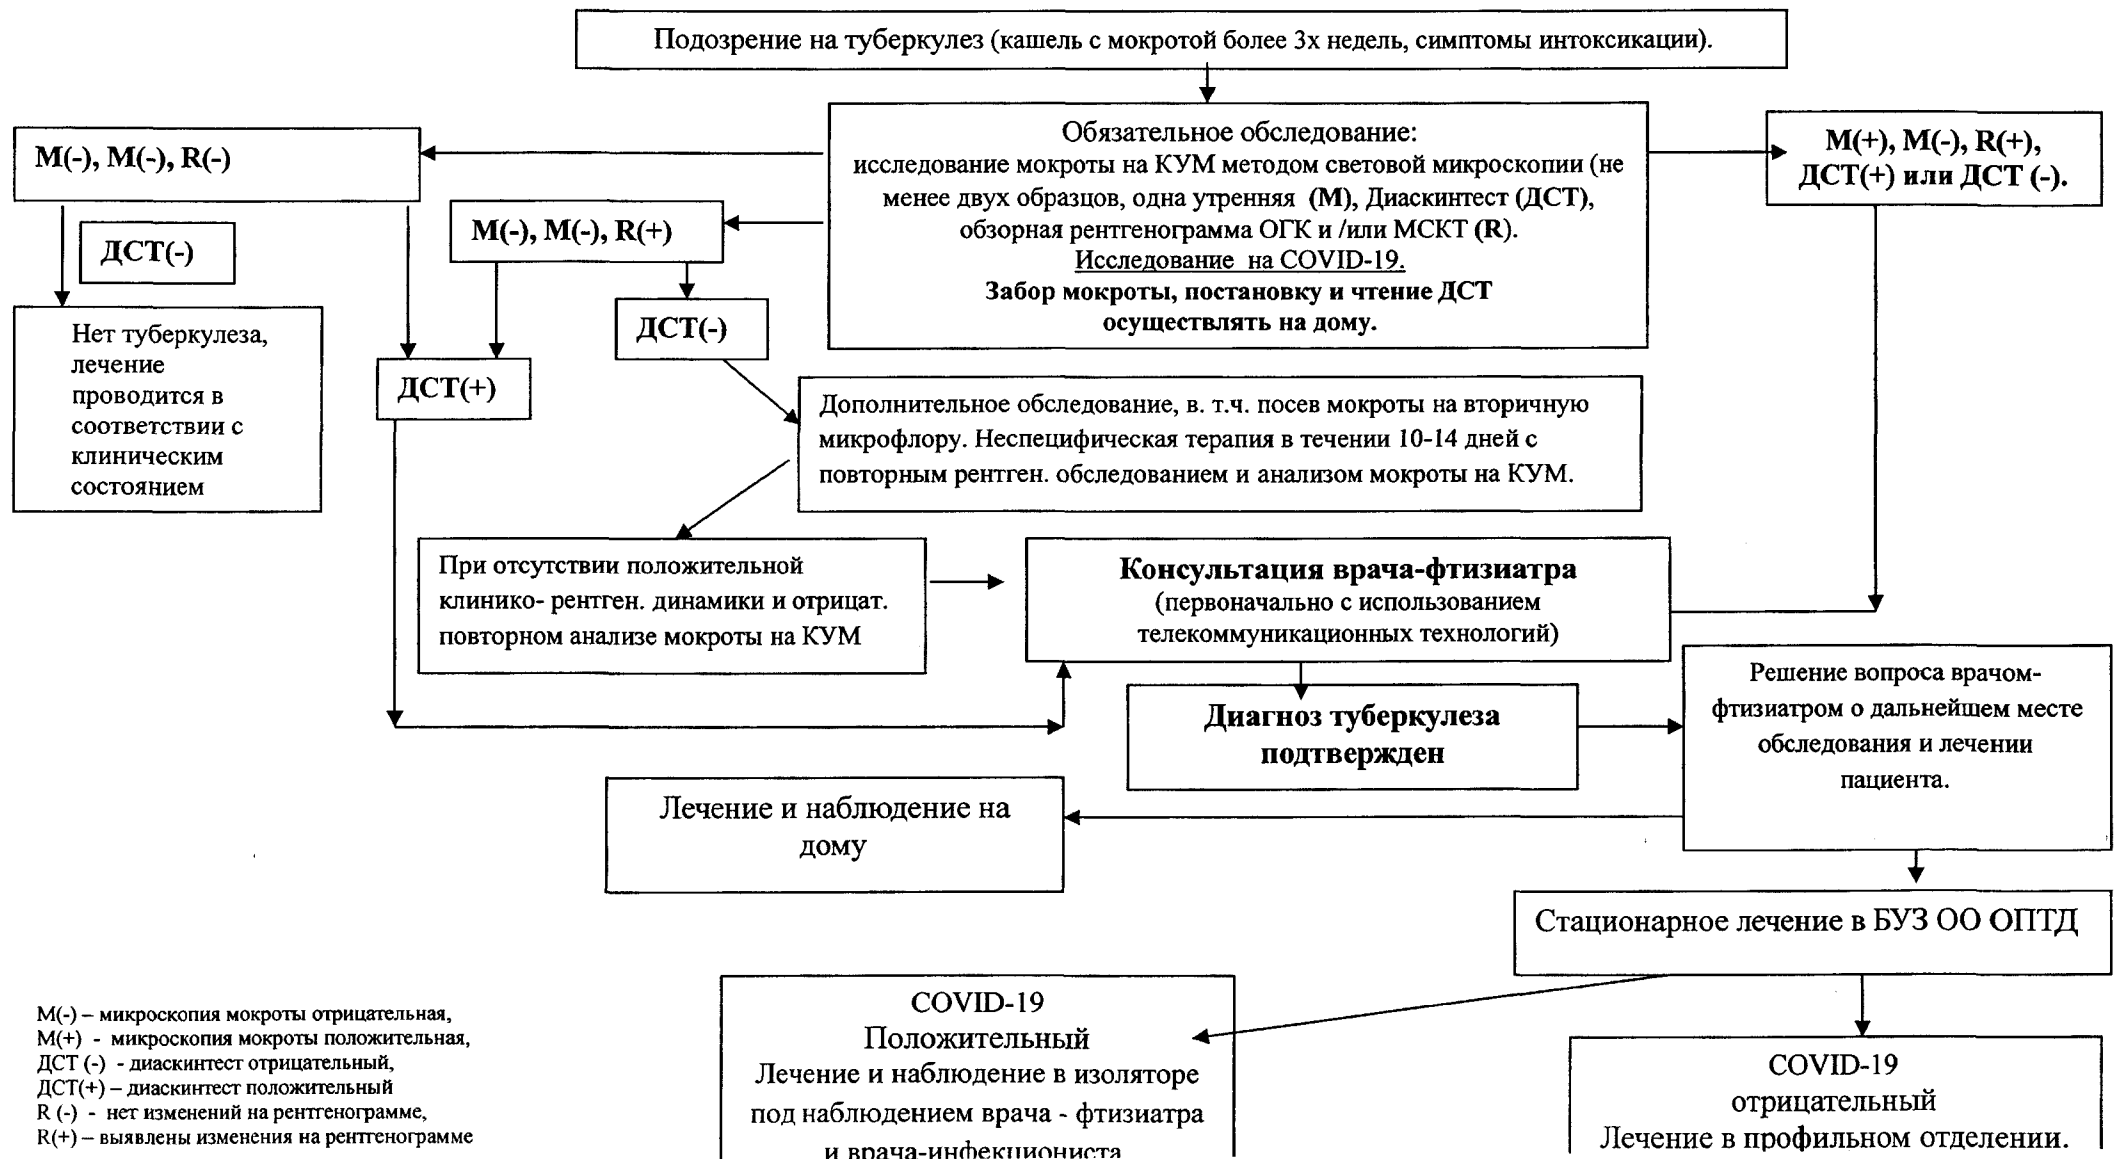 Подозрение на туберкулез (кашель с мокротой более 3х недель, симптомы интоксикации).
Обязательное обследование:
исследование мокроты на КУМ методом световой микроскопии (не
менее двух образцов, одна утренняя (М), Диаскинтест (ДСТ),
обзорная рентгенограмма ОГК и /или МСКТ (R).
Исследование на COVID-19.
Забор мокроты, постановку и чтение ДСТ
осуществлять на дому.
М(-), М(-), R(-)
М(-), М(-), R(+)
М(+), М(-), R(+),
ДСТ(+) или ДСТ (-).
ДСТ(-)
ДСТ(-)
ДСТ(+)
Нет туберкулеза,
лечение
проводится в
соответствии с
клиническим
состоянием
Дополнительное обследование, в. т.ч. посев мокроты на вторичную
микрофлору. Неспецифическая терапия в течении 10-14 дней с
повторным рентген. обследованием и анализом мокроты на КУМ.
При отсутствии положительной
клинико- рентген. динамики и отрицат.
повторном анализе мокроты на КУМ
Консультация врача-фтизиатра
(первоначально с использованием
телекоммуникационных технологий)
Диагноз туберкулеза
подтвержден
Решение вопроса врачом-
фтизиатром о дальнейшем месте
обследования и лечении
пациента.
Лечение и наблюдение на
дому
Стационарное лечение в БУЗ ОО ОПТД
COVID-19
Положительный
Лечение и наблюдение в изоляторе
под наблюдением врача - фтизиатра
и врача-инфекциониста
COVID-19
отрицательный
Лечение в профильном отделении.
М(-) – микроскопия мокроты отрицательная,
М(+) - микроскопия мокроты положительная,
ДСТ (-) - диаскинтест отрицательный,
ДСТ(+) – диаскинтест положительный
R (-) - нет изменений на рентгенограмме,
R(+) – выявлены изменения на рентгенограмме